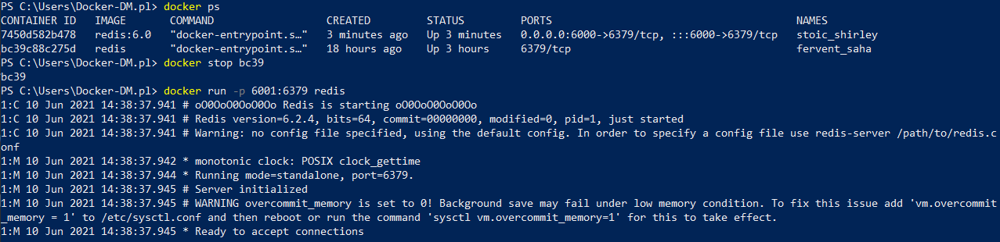 PS C:\Users\Docker-DM.pl> docker ps
CONTAINER ID   IMAGE       COMMAND                  CREATED         STATUS         PORTS                                       NAMES
7450d582b478   redis:6.0   "docker-entrypoint.s…"   3 minutes ago   Up 3 minutes   0.0.0.0:6000->6379/tcp, :::6000->6379/tcp   stoic_shirley
bc39c88c275d   redis       "docker-entrypoint.s…"   18 hours ago    Up 3 hours     6379/tcp                                    fervent_saha
PS C:\Users\Docker-DM.pl> docker stop bc39
bc39
PS C:\Users\Docker-DM.pl> docker run -p 6001:6379 redis
1:C 10 Jun 2021 14:38:37.941 # oO0OoO0OoO0Oo Redis is starting oO0OoO0OoO0Oo
1:C 10 Jun 2021 14:38:37.941 # Redis version=6.2.4, bits=64, commit=00000000, modified=0, pid=1, just started
1:C 10 Jun 2021 14:38:37.941 # Warning: no config file specified, using the default config. In order to specify a config file use redis-server /path/to/redis.c
onf
1:M 10 Jun 2021 14:38:37.942 * monotonic clock: POSIX clock_gettime
1:M 10 Jun 2021 14:38:37.944 * Running mode=standalone, port=6379.
1:M 10 Jun 2021 14:38:37.945 # Server initialized
1:M 10 Jun 2021 14:38:37.945 # WARNING overcommit_memory is set to 0! Background save may fail under low memory condition. To fix this issue add 'vm.overcommit
_memory = 1' to /etc/sysctl.conf and then reboot or run the command 'sysctl vm.overcommit_memory=1' for this to take effect.
1:M 10 Jun 2021 14:38:37.945 * Ready to accept connections